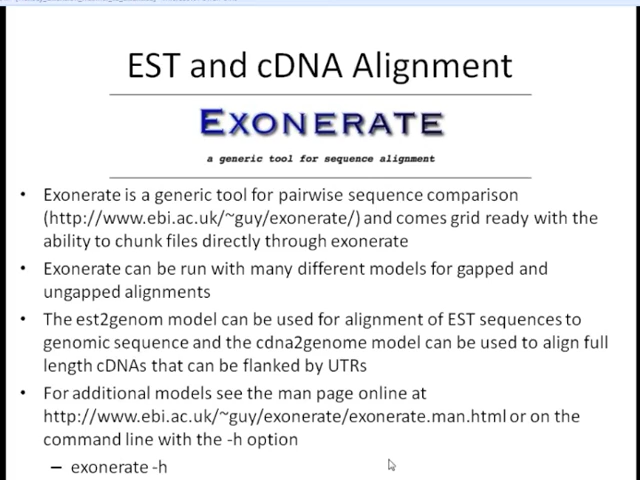 EST and cDNA Alignment
EXONERATE
a generic tool for sequence alignment
• Exonerate is a generic tool for pairwise sequence comparison
(http://www.ebi.ac.uk/~guy/exonerate/) and comes grid ready with the
ability to chunk files directly through exonerate
• Exonerate can be run with many different models for gapped and
ungapped alignments
• The est2genom model can be used for alignment of EST sequences to
genomic sequence and the cdna2genome model can be used to align full
length cDNAs that can be flanked by UTRs
• For additional models see the man page online at
http://www.ebi.ac.uk/~guy/exonerate/exonerate.man.html or on the
command line with the -h option
– exonerate -h